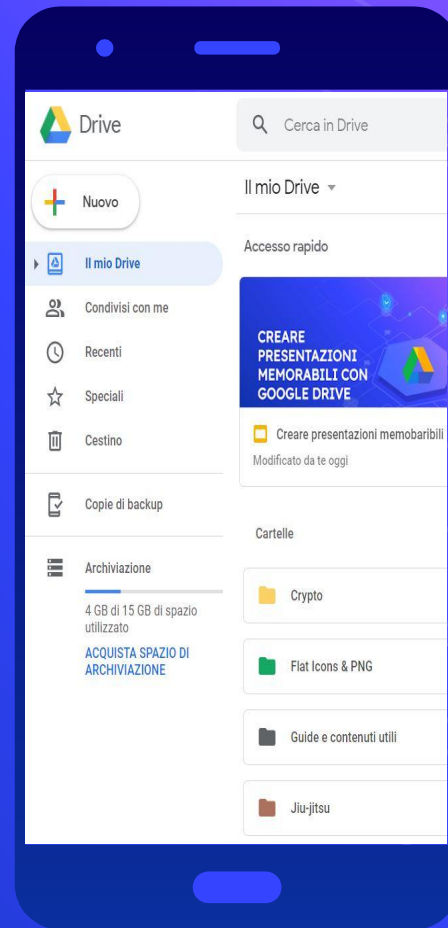 Drive
Cerca in Drive
Nuovo
Il mio Drive
Condivisi con me
Recenti
Speciali
Cestino
Copie di backup
Archiviazione
4 GB di 15 GB di spazio
utilizzato
ACQUISTA SPAZIO DI
ARCHIVIAZIONE
Il mio Drive
Accesso rapido
CREARE
PRESENTAZIONI
MEMORABILI CON
GOOGLE DRIVE
Creare presentazioni memobaribili
Modificato da te oggi
Cartelle
Crypto
Flat Icons & PNG
Guide e contenuti utili
Jiu-jitsu